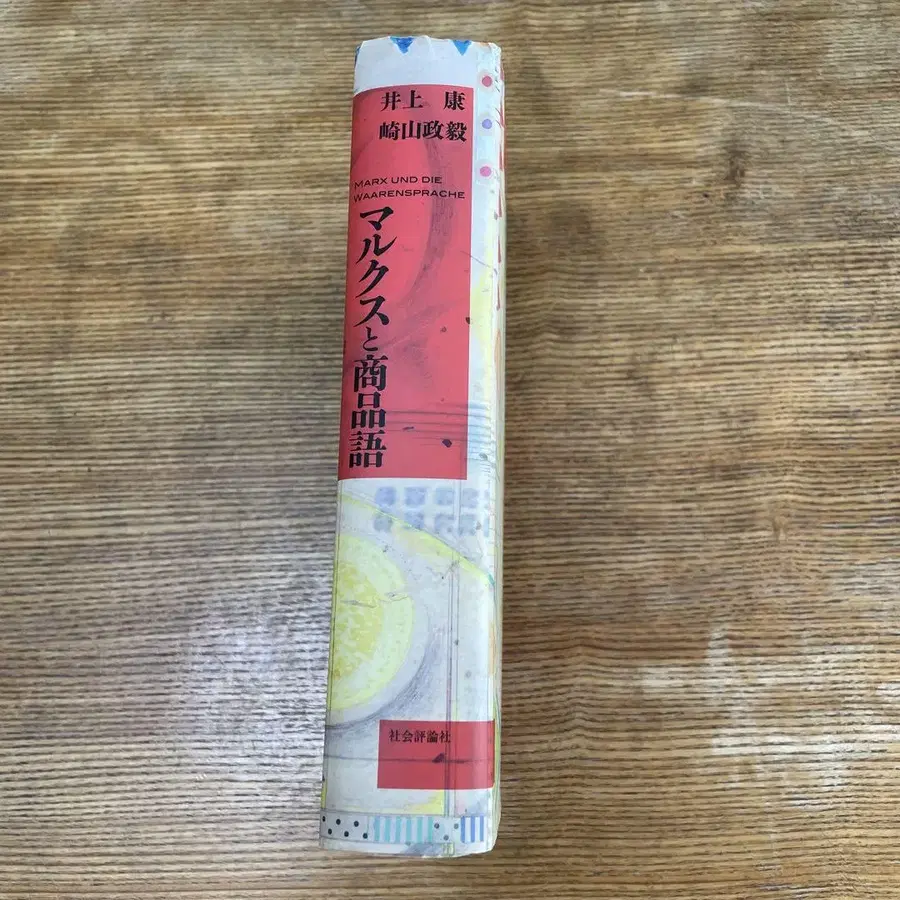 井上 康
崎山政毅
MARX UND DIE
WAARENSPRACHE
マルクスと商品語
社会評論社